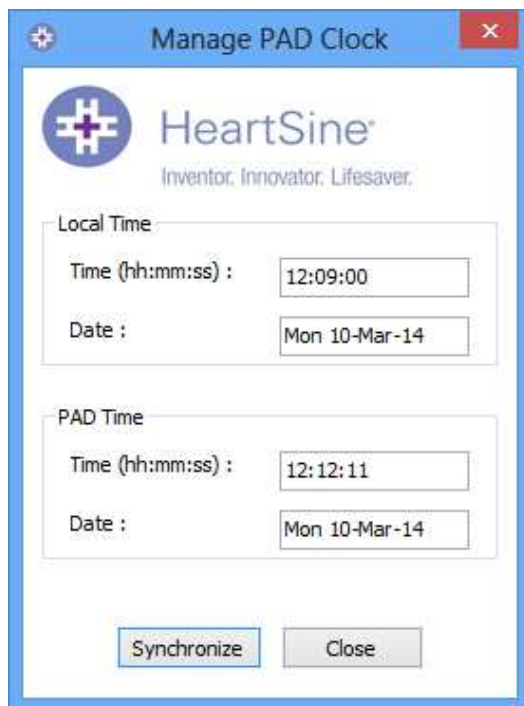 Manage PAD Clock
HeartSine
Inventor. Innovator. Lifesaver.
Local Time
Time (hh:mm:ss) : 12:09:00
Date : Mon 10-Mar-14
PAD Time
Time (hh:mm:ss) : 12:12:11
Date : Mon 10-Mar-14
Synchronize Close